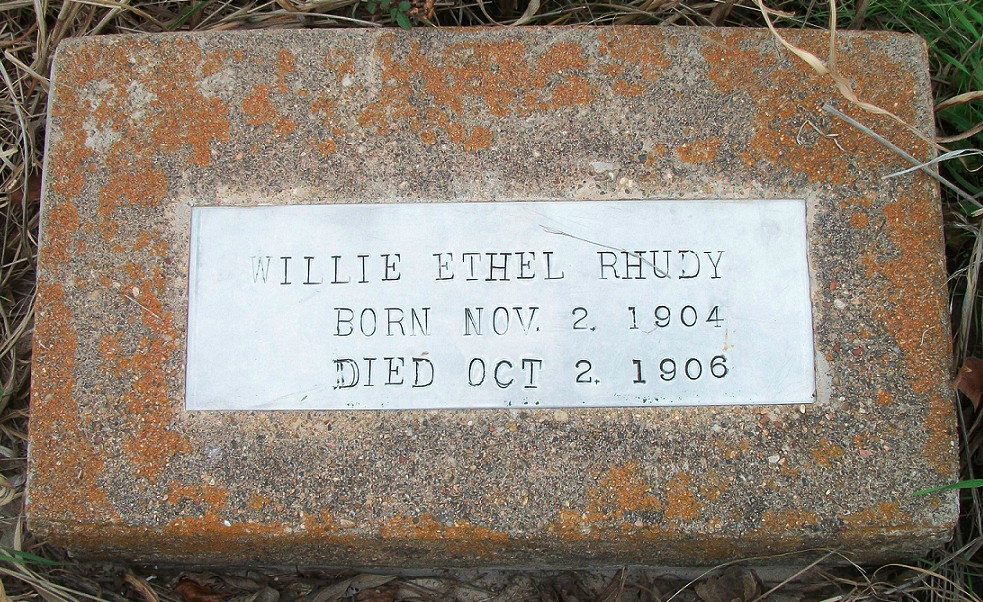 WILLIE ETHEL RHUDY
BORN NOV. 2. 1904
DIED OCT 2. 1906